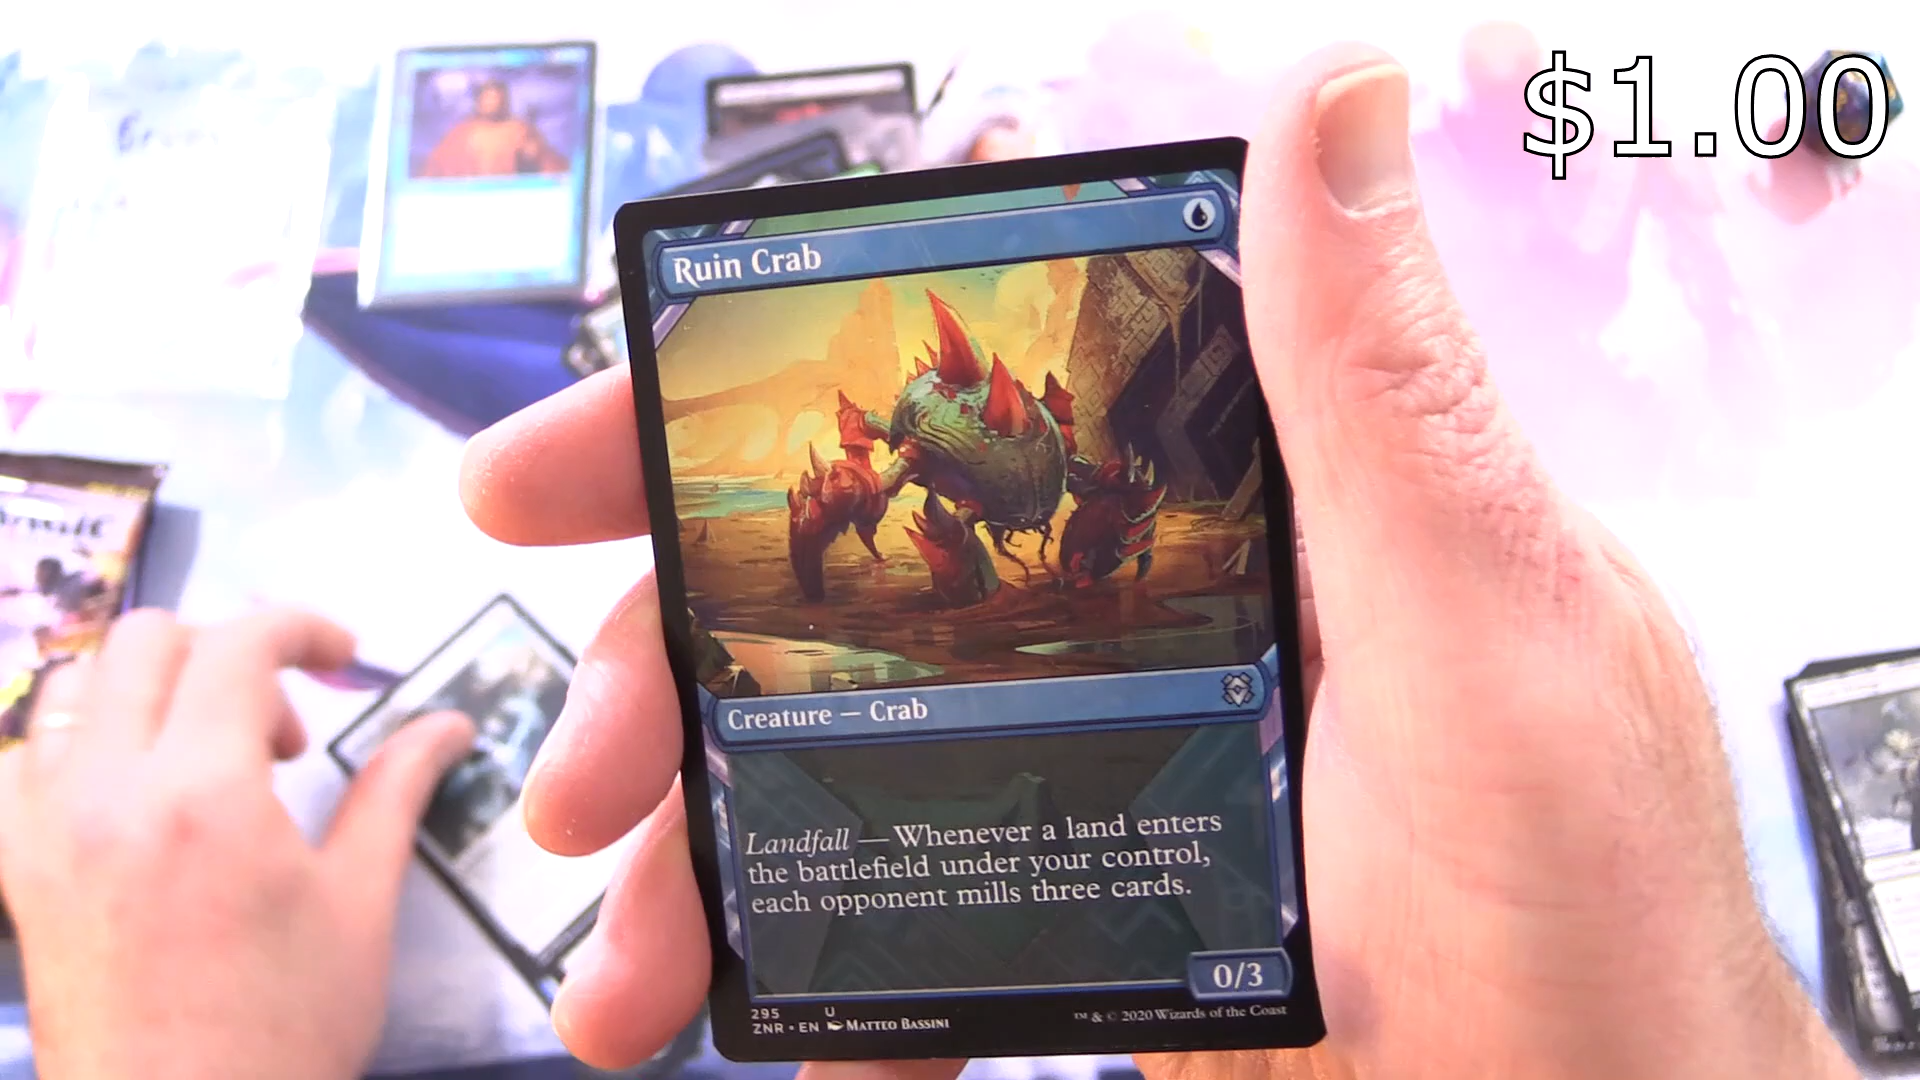 $1.00
Ruin Crab
Creature — Crab
Landfall — Whenever a land enters
the battlefield under your control,
each opponent mills three cards.
0/3
295 U
ZNR • EN Matteo Bassini
™ & © 2020 Wizards of the Coast